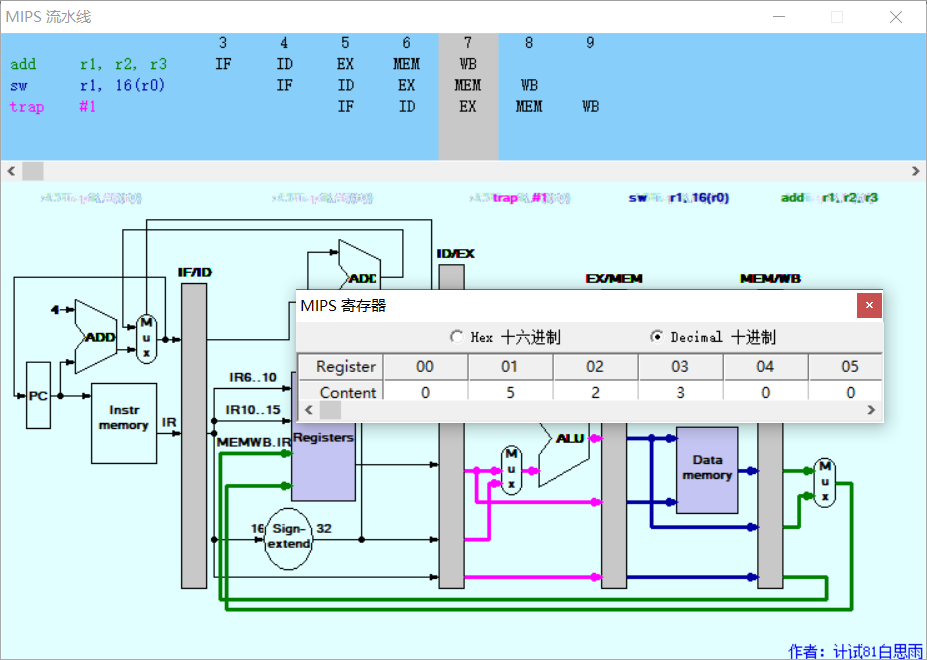 MIPS 流水线
3 4 5 6 7 8 9
add r1, r2, r3 IF ID EX MEM WB
sw r1, 16(r0) IF ID EX MEM WB
trap #1 IF ID EX MEM WB
trap #1 sw r1,16(r0) add r1,r2,r3
ID/EX
ADD
IF/ID
EX/MEM
MEM/WB
4
ADD
M
u
x
MIPS 寄存器
Hex 十六进制 Decimal 十进制
Register 00 01 02 03 04 05
Content 0 5 2 3 0 0
PC
Instr
memory
IR
IR6..10
IR10..15
MEMWB.IR
Registers
M
u
x
ALU
Data
memory
M
u
x
16
Sign-
extend
32
作者：计试81白思雨